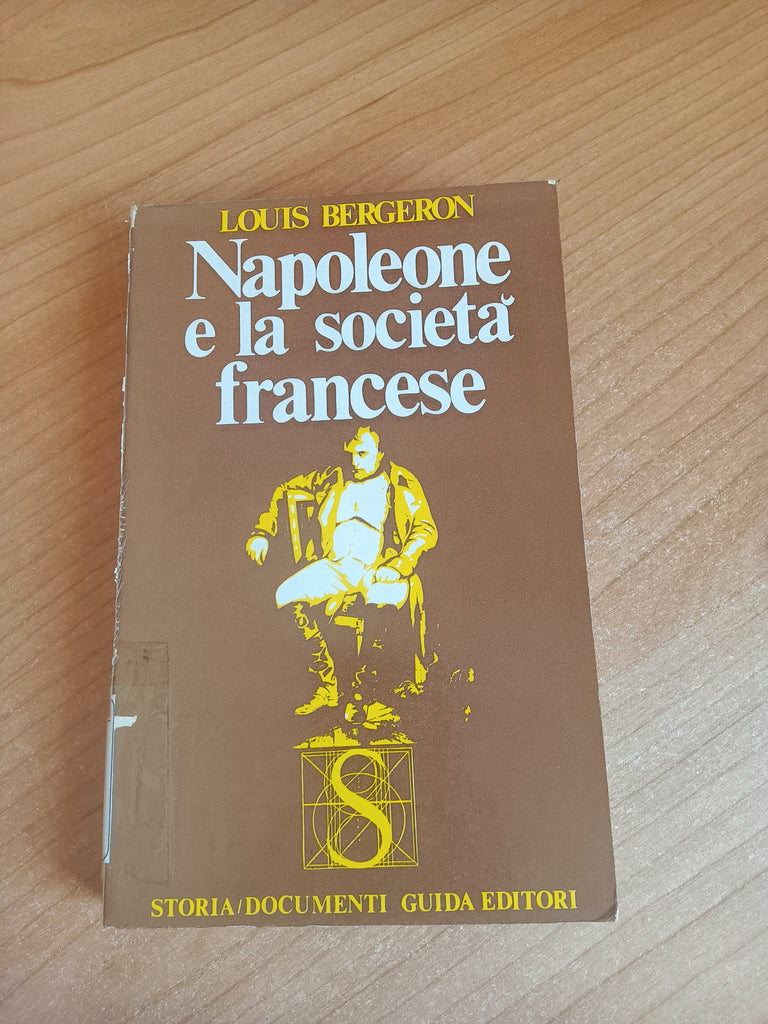 LOUIS BERGERON
Napoleone
e la società
francese
S
STORIA/DOCUMENTI GUIDA EDITORI